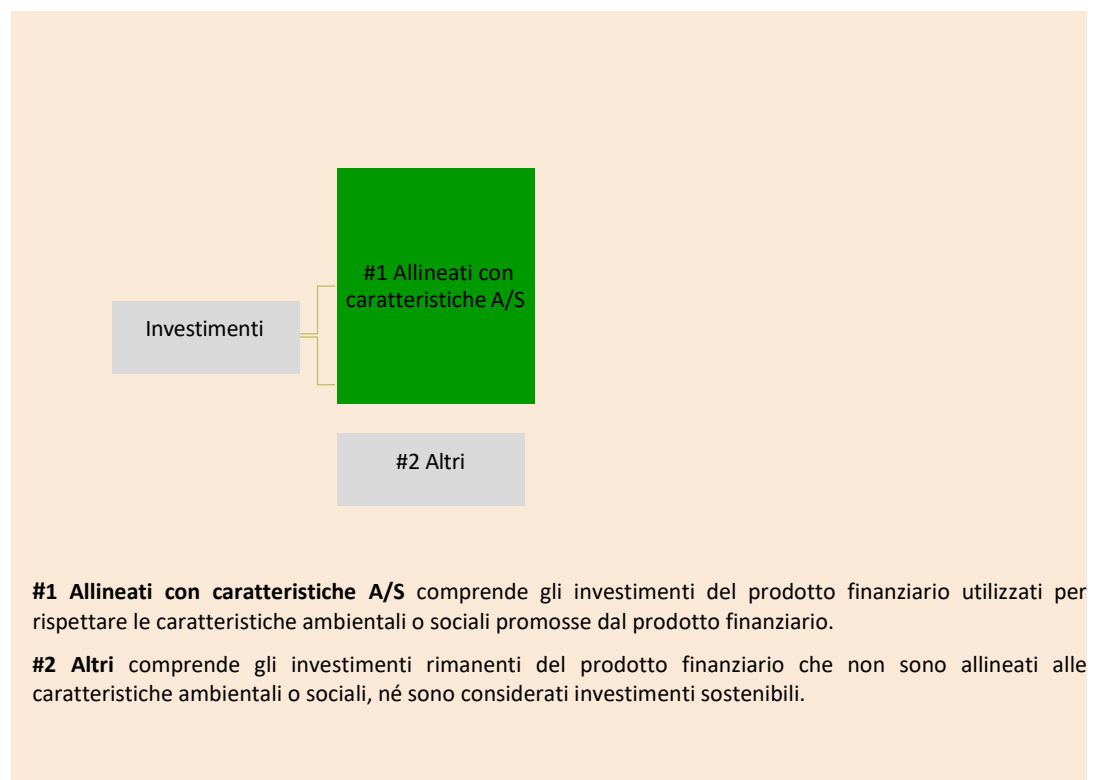 #1 Allineati con
caratteristiche A/S
Investimenti
#2 Altri
#1 Allineati con caratteristiche A/S comprende gli investimenti del prodotto finanziario utilizzati per
rispettare le caratteristiche ambientali o sociali promosse dal prodotto finanziario.
#2 Altri comprende gli investimenti rimanenti del prodotto finanziario che non sono allineati alle
caratteristiche ambientali o sociali, né sono considerati investimenti sostenibili.